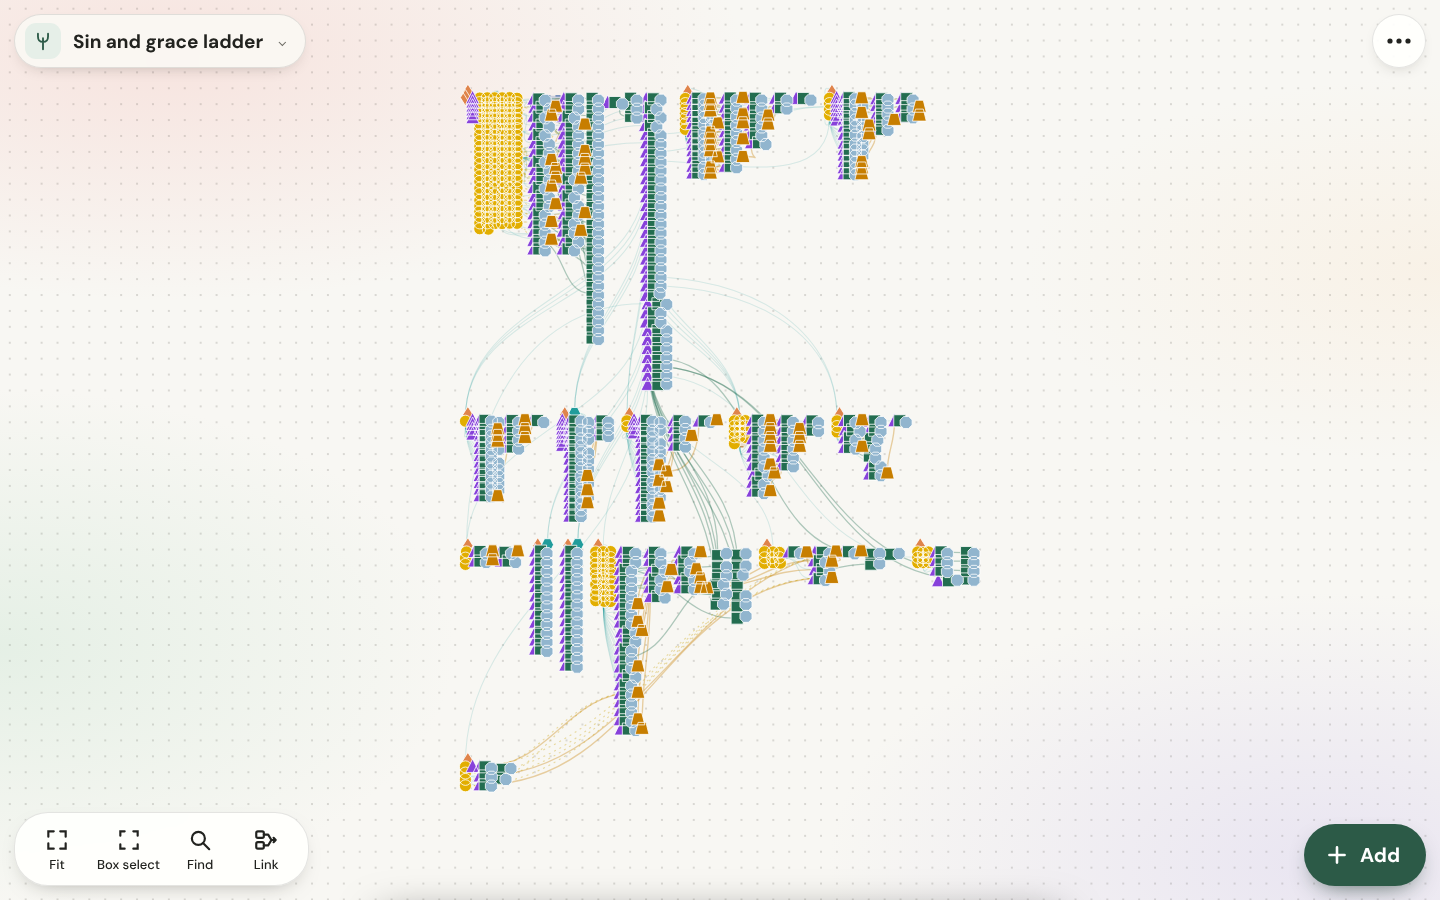 Sin and grace ladder
Fit
Box select
Find
Link
Add